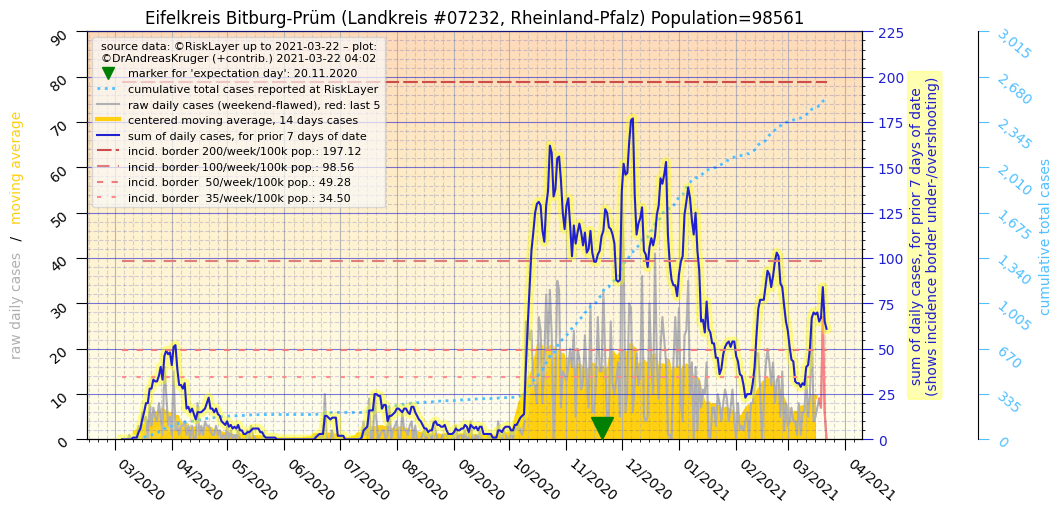 Eifelkreis Bitburg-Prüm (Landkreis #07232, Rheinland-Pfalz) Population=98561
source data: ©RiskLayer up to 2021-03-22 – plot:
©DrAndreasKruger (+contrib.) 2021-03-22 04:02
marker for 'expectation day': 20.11.2020
cumulative total cases reported at RiskLayer
raw daily cases (weekend-flawed), red: last 5
centered moving average, 14 days cases
sum of daily cases, for prior 7 days of date
incid. border 200/week/100k pop.: 197.12
incid. border 100/week/100k pop.: 98.56
incid. border  50/week/100k pop.: 49.28
incid. border  35/week/100k pop.: 34.50
raw daily cases  /  moving average
90
80
70
60
50
40
30
20
10
0
03/2020
04/2020
05/2020
06/2020
07/2020
08/2020
09/2020
10/2020
11/2020
12/2020
01/2021
02/2021
03/2021
04/2021
225
200
175
150
125
100
75
50
25
0
sum of daily cases, for prior 7 days of date
(shows incidence border under-/overshooting)
3,015
2,680
2,345
2,010
1,675
1,340
1,005
670
335
0
cumulative total cases